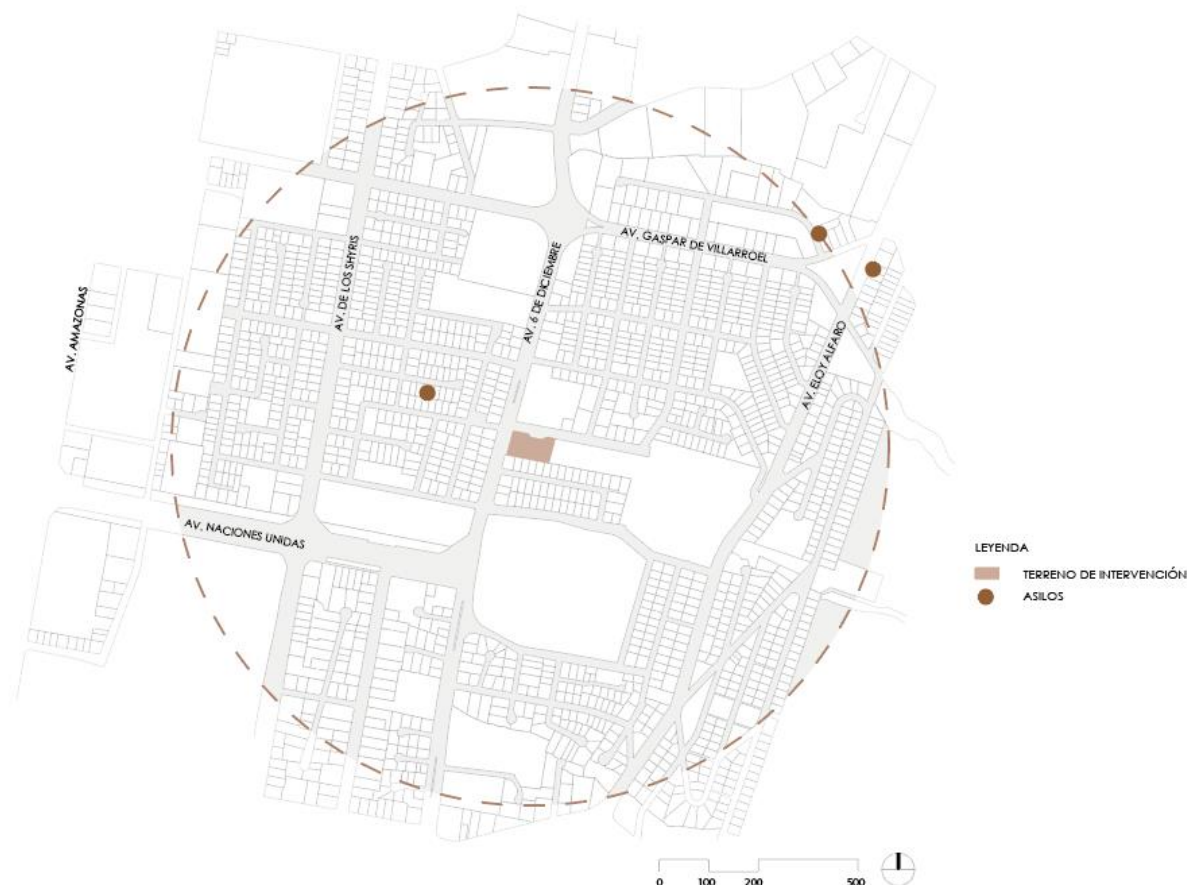 AV. GASPAR DE VILLARROEL
AV. DE LOS SHYRIS
AV. 6 DE DICIEMBRE
AV. AMAZONAS
AV. ELOY ALFARO
AV. NACIONES UNIDAS
LEYENDA
TERRENO DE INTERVENCIÓN
ASILOS
0 100 200 500